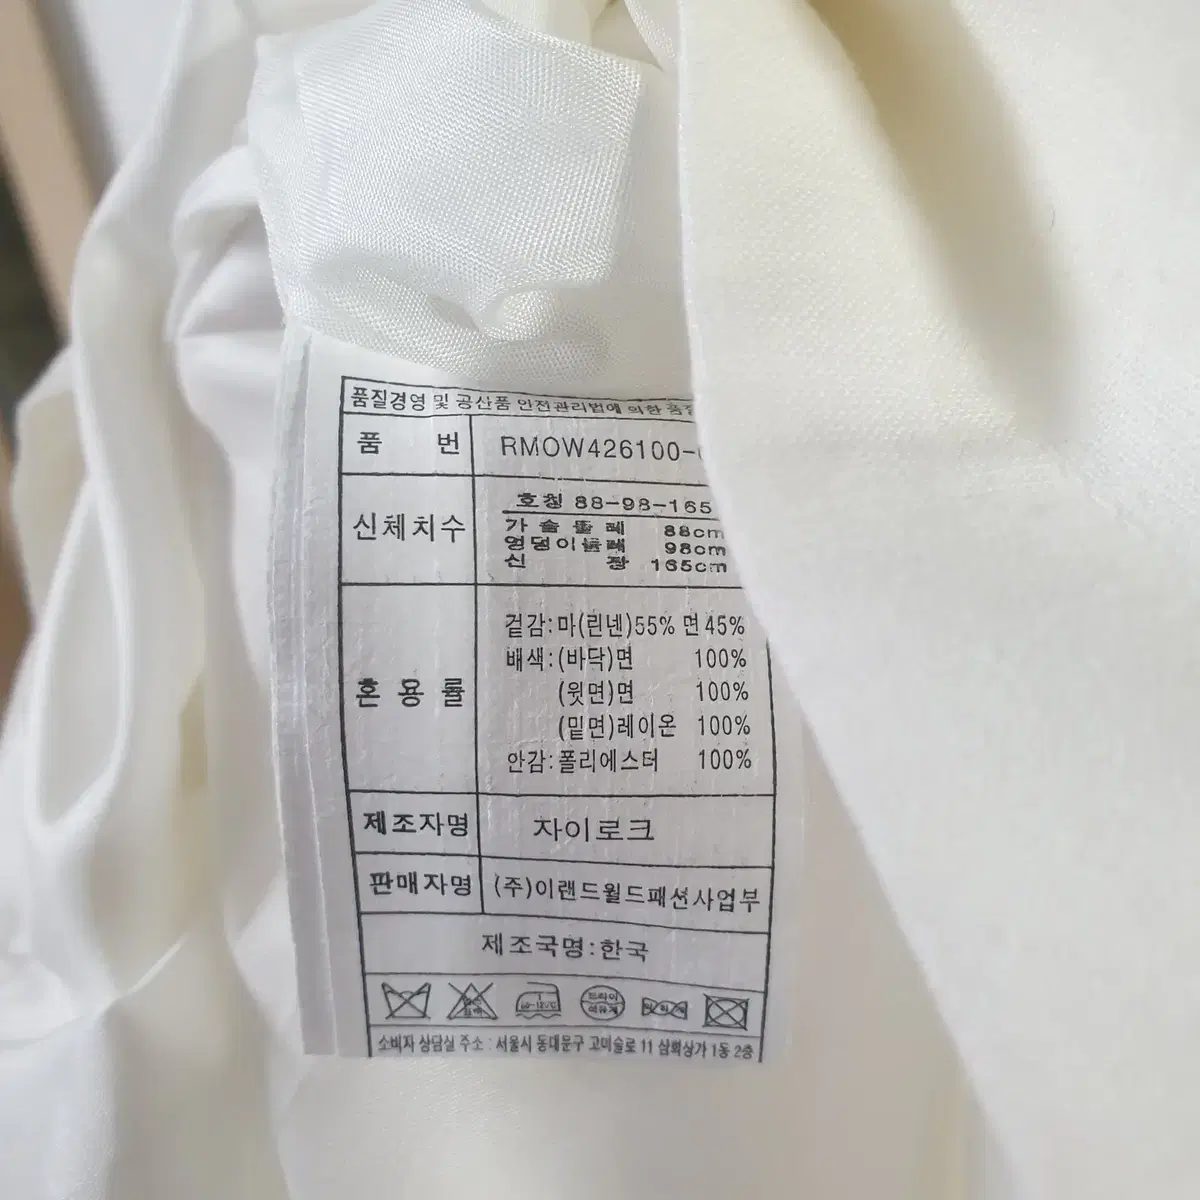 품질경영 및 공산품 안전관리법에 의한
품 번 RMOW426100-
신체치수
호칭 88-98-165
가슴둘레 88cm
엉덩이둘레 98cm
신 장 165cm
혼용률
겉감:마(린넨)55% 면45%
배색:(바닥)면 100%
(윗면)면 100%
(밑면)레이온 100%
안감:폴리에스터 100%
제조자명 자이로크
판매자명 (주)이랜드월드패션사업부
제조국명:한국
드라이
석유계
소비자 상담실 주소 : 서울시 동대문구 고미술로 11 삼희상가 1동 2층